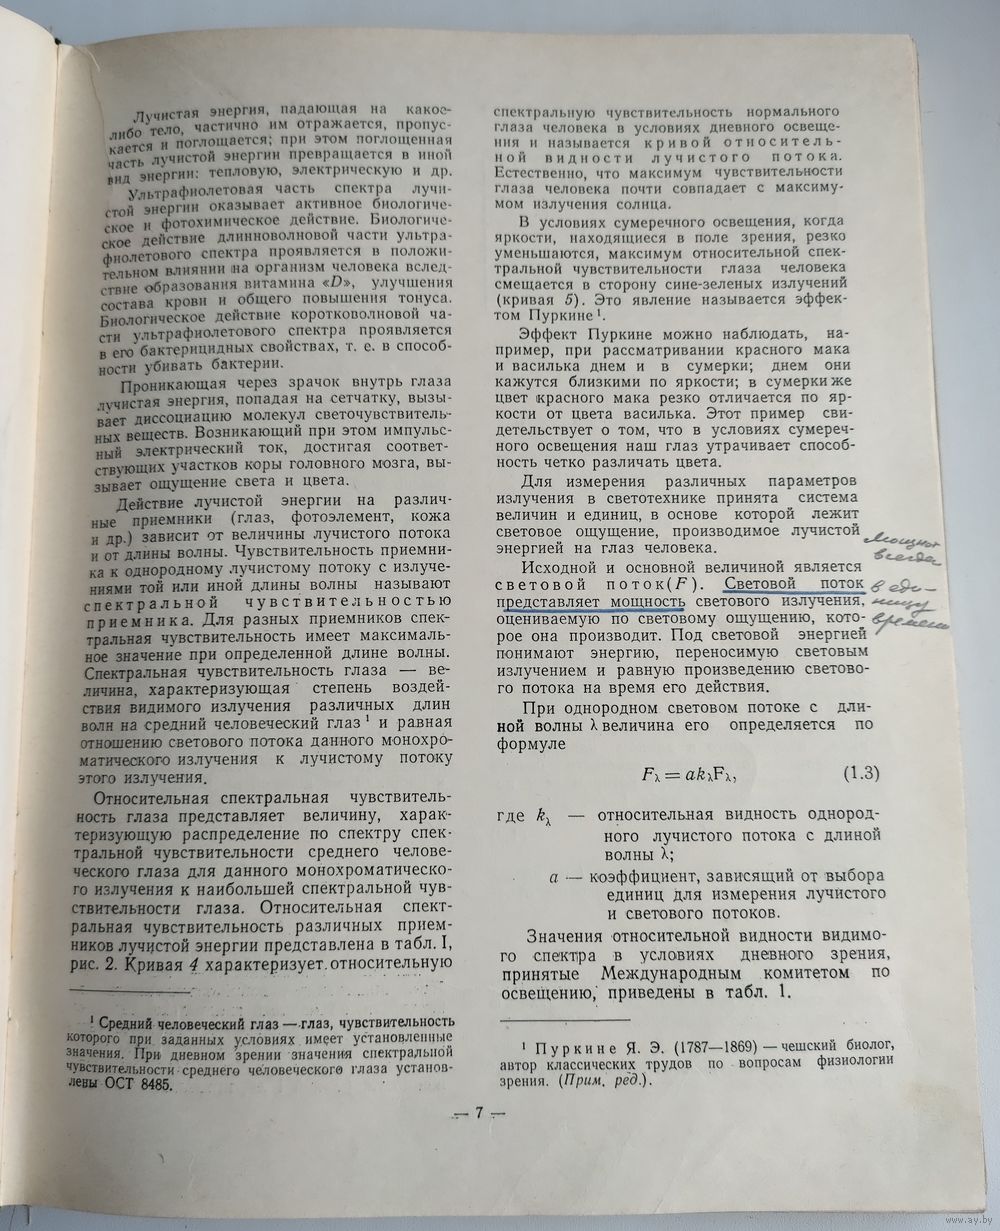 Лучистая энергия, падающая на какое-
либо тело, частично им отражается, пропус-
кается и поглощается; при этом поглощенная
часть лучистой энергии превращается в иной
вид энергии: тепловую, электрическую и др.
Ультрафиолетовая часть спектра лучи-
стой энергии оказывает активное биологиче-
ское и фотохимическое действие. Биологиче-
ское действие длинноволновой части ультра-
фиолетового спектра проявляется в положи-
тельном влиянии на организм человека вслед-
ствие образования витамина «D», улучшения
состава крови и общего повышения тонуса.
Биологическое действие коротковолновой ча-
сти ультрафиолетового спектра проявляется
в его бактерицидных свойствах, т. е. в способ-
ности убивать бактерии.
Проникающая через зрачок внутрь глаза
лучистая энергия, попадая на сетчатку, вызы-
вает диссоциацию молекул светочувствитель-
ных веществ. Возникающий при этом импульс-
ный электрический ток, достигая соответ-
ствующих участков коры головного мозга, вы-
зывает ощущение света и цвета.
Действие лучистой энергии на различ-
ные приемники (глаз, фотоэлемент, кожа
и др.) зависит от величины лучистого потока
и от длины волны. Чувствительность приемни-
ка к однородному лучистому потоку с излуче-
ниями той или иной длины волны называют
спектральной чувствительностью
приемника. Для разных приемников спек-
тральная чувствительность имеет максималь-
ное значение при определенной длине волны.
Спектральная чувствительность глаза — ве-
личина, характеризующая степень воздей-
ствия видимого излучения различных длин
волн на средний человеческий глаз ¹ и равная
отношению светового потока данного монохро-
матического излучения к лучистому потоку
этого излучения.
Относительная спектральная чувствитель-
ность глаза представляет величину, харак-
теризующую распределение по спектру спек-
тральной чувствительности среднего челове-
ческого глаза для данного монохроматическо-
го излучения к наибольшей спектральной чув-
ствительности глаза. Относительная спект-
ральная чувствительность различных прием-
ников лучистой энергии представлена в табл. I,
рис. 2. Кривая 4 характеризует относительную
¹ Средний человеческий глаз — глаз, чувствительность
которого при заданных условиях имеет установленные
значения. При дневном зрении значения спектральной
чувствительности среднего человеческого глаза установ-
лены ОСТ 8485.
спектральную чувствительность нормального
глаза человека в условиях дневного освеще-
ния и называется кривой относитель-
ной видности лучистого потока.
Естественно, что максимум чувствительности
глаза человека почти совпадает с максиму-
мом излучения солнца.
В условиях сумеречного освещения, когда
яркости, находящиеся в поле зрения, резко
уменьшаются, максимум относительной спек-
тральной чувствительности глаза человека
смещается в сторону сине-зеленых излучений
(кривая 5). Это явление называется эффек-
том Пуркине ¹.
Эффект Пуркине можно наблюдать, на-
пример, при рассматривании красного мака
и василька днем и в сумерки; днем они
кажутся близкими по яркости; в сумерки же
цвет красного мака резко отличается по яр-
кости от цвета василька. Этот пример сви-
детельствует о том, что в условиях сумереч-
ного освещения наш глаз утрачивает способ-
ность четко различать цвета.
Для измерения различных параметров
излучения в светотехнике принята система
величин и единиц, в основе которой лежит
световое ощущение, производимое лучистой
энергией на глаз человека.
Исходной и основной величиной является
световой поток (F). Световой поток
представляет мощность светового излучения,
оцениваемую по световому ощущению, кото-
рое она производит. Под световой энергией
понимают энергию, переносимую световым
излучением и равную произведению светово-
го потока на время его действия.
При однородном световом потоке с дли-
ной волны λ величина его определяется по
формуле
Fλ = akλFλ, (1.3)
где kλ — относительная видность однород-
ного лучистого потока с длиной
волны λ;
a — коэффициент, зависящий от выбора
единиц для измерения лучистого
и светового потоков.
Значения относительной видности видимо-
го спектра в условиях дневного зрения,
принятые Международным комитетом по
освещению, приведены в табл. 1.
¹ Пуркине Я. Э. (1787—1869) — чешский биолог,
автор классических трудов по вопросам физиологии
зрения. (Прим. ред.).
всегда
в еди-
ницу
времени
— 7 —
www.ay.by